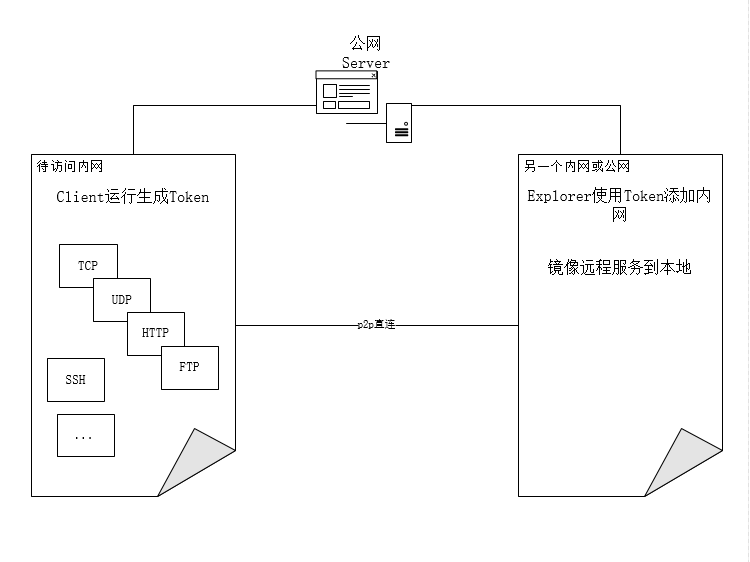 公网
Server
待访问内网
Client运行生成Token
TCP
UDP
HTTP
FTP
SSH
...
p2p直连
另一个内网或公网
Explorer使用Token添加内
网
镜像远程服务到本地